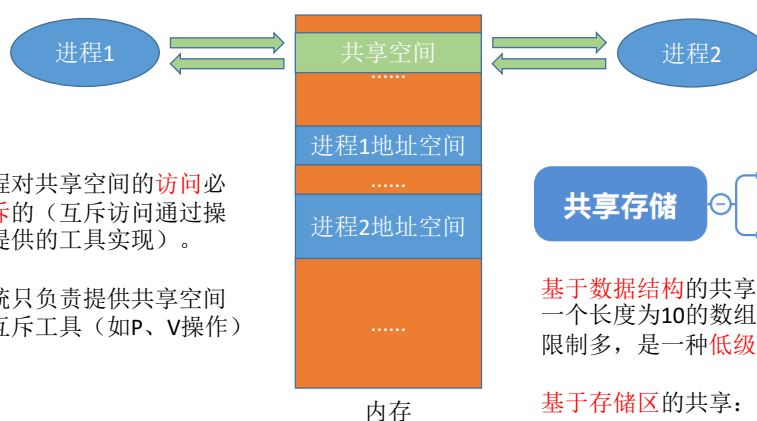 进程1
共享空间
进程2
......
进程1地址空间
......
进程2地址空间
......
内存
程对共享空间的访问必
斥的（互斥访问通过操
提供的工具实现）。
统只负责提供共享空间
互斥工具（如P、V操作）
共享存储
基于数据结构的共享
一个长度为10的数组
限制多，是一种低级
基于存储区的共享：